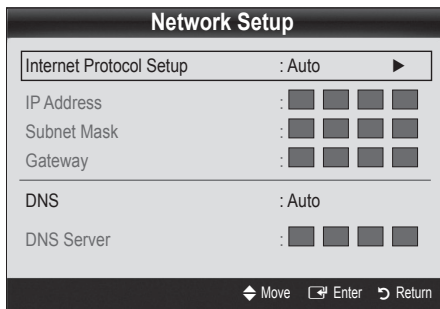 Network Setup
Internet Protocol Setup : Auto ▶
IP Address :
Subnet Mask :
Gateway :
DNS : Auto
DNS Server :
Move Enter Return